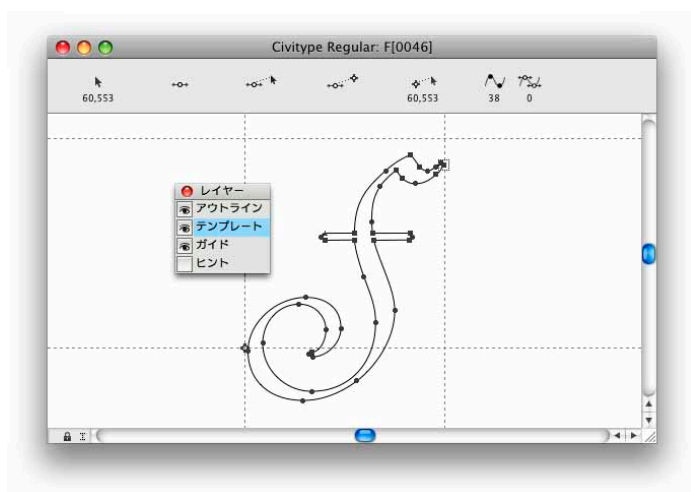 Civitype Regular: F[0046]
60,553
60,553
38
0
レイヤー
アウトライン
テンプレート
ガイド
ヒント